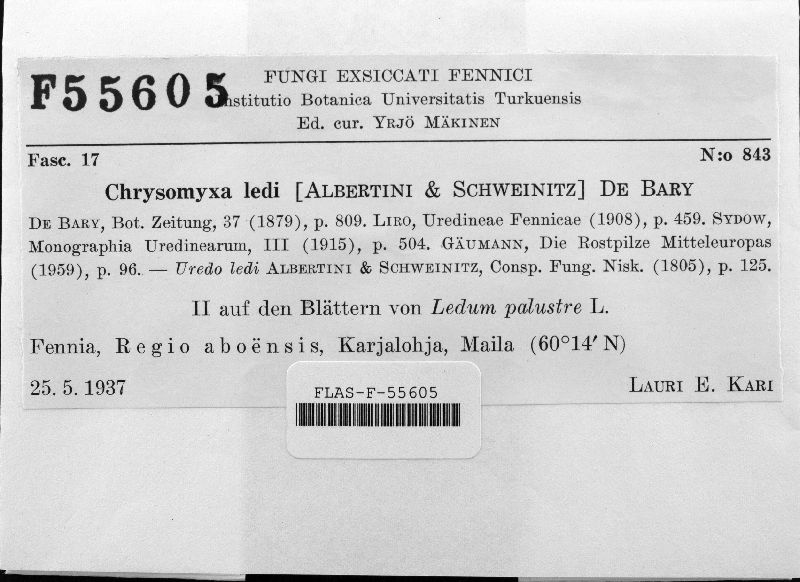 FUNGI EXSICCATI FENNICI
F55605 nstitutio Botanica Universitatis Turkuensis
Ed. cur. YRJÖ MÄKINEN
Fasc. 17 N:o 843
Chrysomyxa ledi [ALBERTINI & SCHWEINITZ] DE BARY
DE BARY, Bot. Zeitung, 37 (1879), p. 809. LIRO, Uredineae Fennicae (1908), p. 459. SYDOW,
Monographia Uredinearum, III (1915), p. 504. GÄUMANN, Die Rostpilze Mitteleuropas
(1959), p. 96. — Uredo ledi ALBERTINI & SCHWEINITZ, Consp. Fung. Nisk. (1805), p. 125.
II auf den Blättern von Ledum palustre L.
Fennia, Regio aboënsis, Karjalohja, Maila (60°14′ N)
25. 5. 1937 LAURI E. KARI
FLAS-F-55605